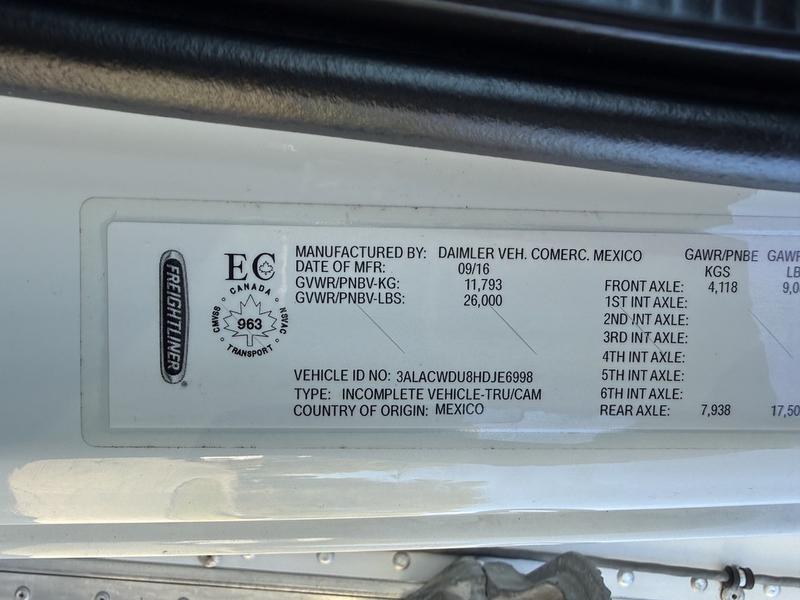 FREIGHTLINER
EC
CANADA
CMVSS
963
NSVAC
TRANSPORT
MANUFACTURED BY: DAIMLER VEH. COMERC. MEXICO
DATE OF MFR: 09/16
GVWR/PNBV-KG: 11,793
GVWR/PNBV-LBS: 26,000
VEHICLE ID NO: 3ALACWDU8HDJE6998
TYPE: INCOMPLETE VEHICLE-TRU/CAM
COUNTRY OF ORIGIN: MEXICO
GAWR/PNBE
KGS
FRONT AXLE: 4,118
1ST INT AXLE:
2ND INT AXLE:
3RD INT AXLE:
4TH INT AXLE:
5TH INT AXLE:
6TH INT AXLE:
REAR AXLE: 7,938